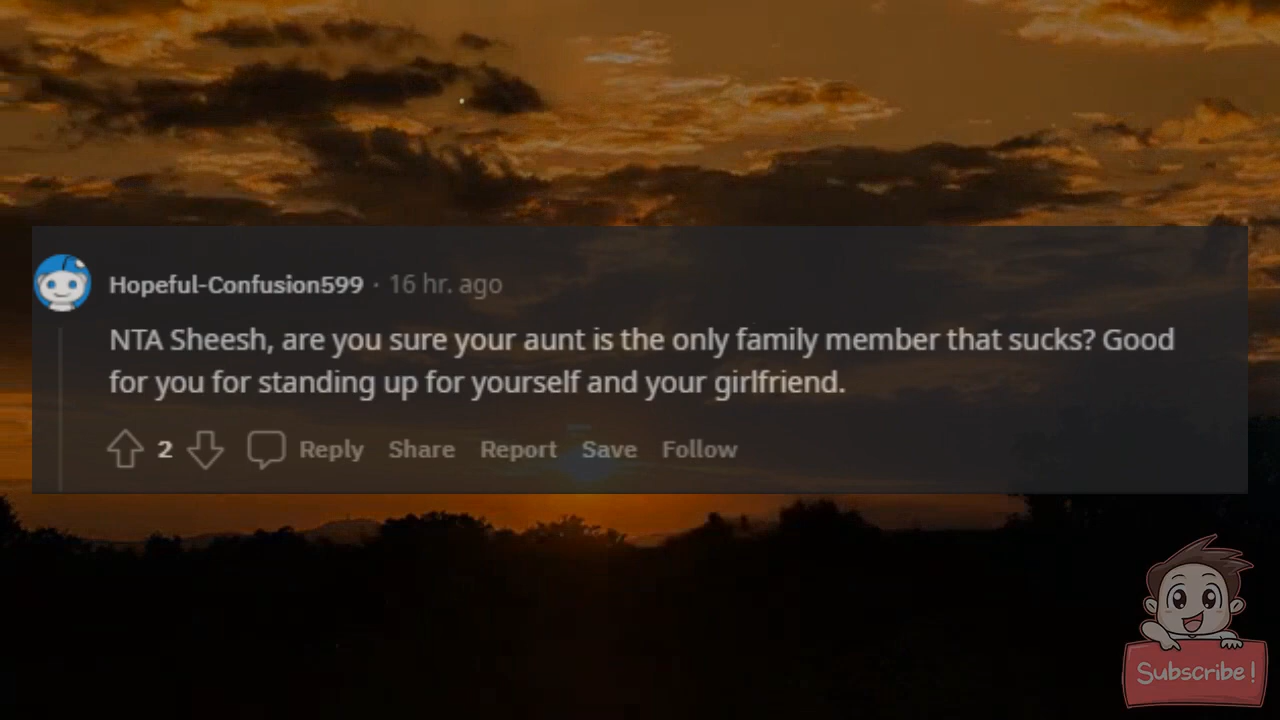 Hopeful-Confusion599 · 16 hr. ago
NTA Sheesh, are you sure your aunt is the only family member that sucks? Good
for you for standing up for yourself and your girlfriend.
2 Reply Share Report Save Follow
Subscribe!